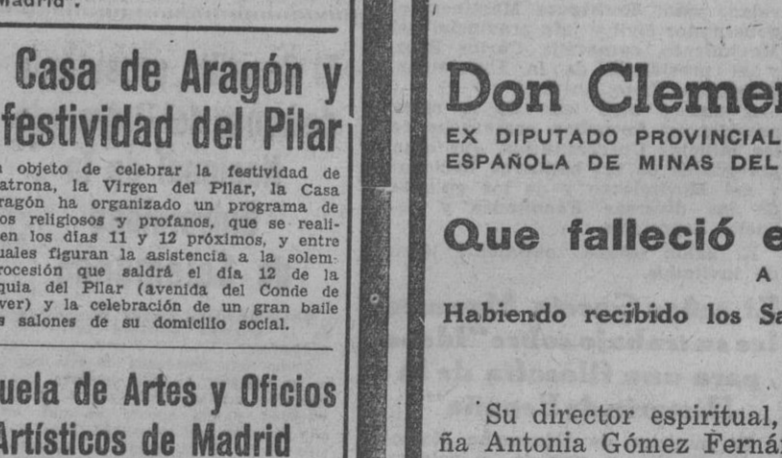 Madrid".
Casa de Aragón y
festividad del Pilar
objeto de celebrar la festividad de
atrona, la Virgen del Pilar, la Casa
ragón ha organizado un programa de
os religiosos y profanos, que se reali-
en los días 11 y 12 próximos, y entre
uales figuran la asistencia a la solem-
rocesión que saldrá el día 12 de la
quia del Pilar (avenida del Conde de
ver) y la celebración de un gran baile
s salones de su domicilio social.
uela de Artes y Oficios
Artísticos de Madrid
Don Clemen
EX DIPUTADO PROVINCIAL
ESPAÑOLA DE MINAS DEL
Que falleció e
A
Habiendo recibido los Sa
Su director espiritual,
ña Antonia Gómez Ferná